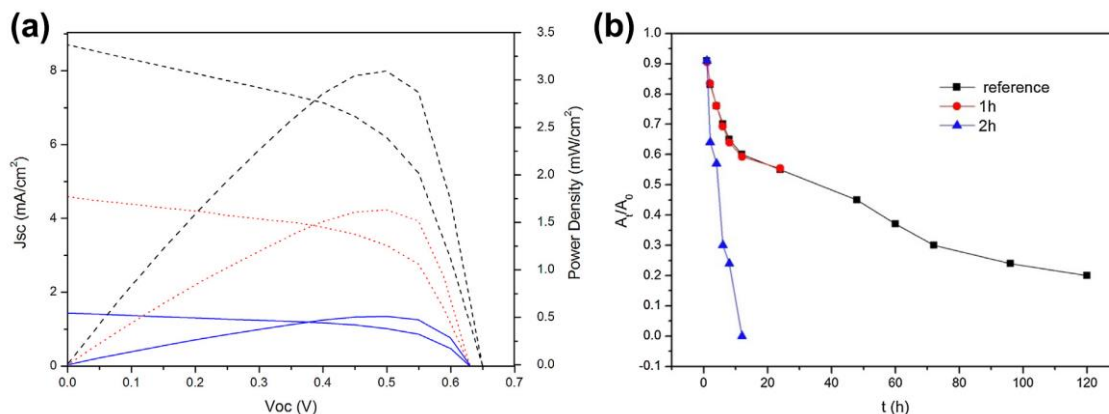 (a)
Jsc (mA/cm²)
8
6
4
2
0
3.5
3.0
2.5
2.0
1.5
1.0
0.5
0.0
Power Density (mW/cm²)
0.0 0.1 0.2 0.3 0.4 0.5 0.6 0.7
Voc (V)
(b)
Aₜ/A₀
1.0
0.9
0.8
0.7
0.6
0.5
0.4
0.3
0.2
0.1
0.0
-0.1
reference
1h
2h
0 20 40 60 80 100 120
t (h)